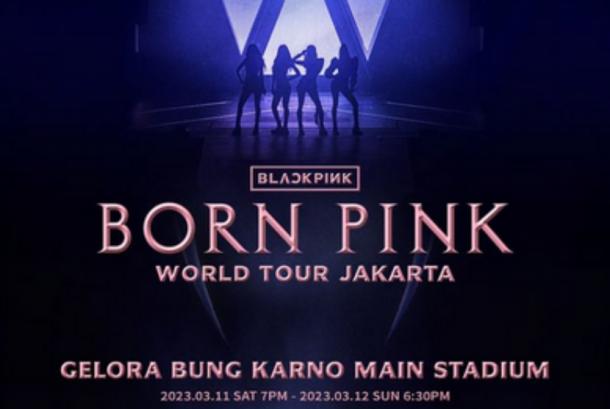 BLACKPINK
BORN PINK
WORLD TOUR JAKARTA
GELORA BUNG KARNO MAIN STADIUM
2023.03.11 SAT 7PM - 2023.03.12 SUN 6:30PM